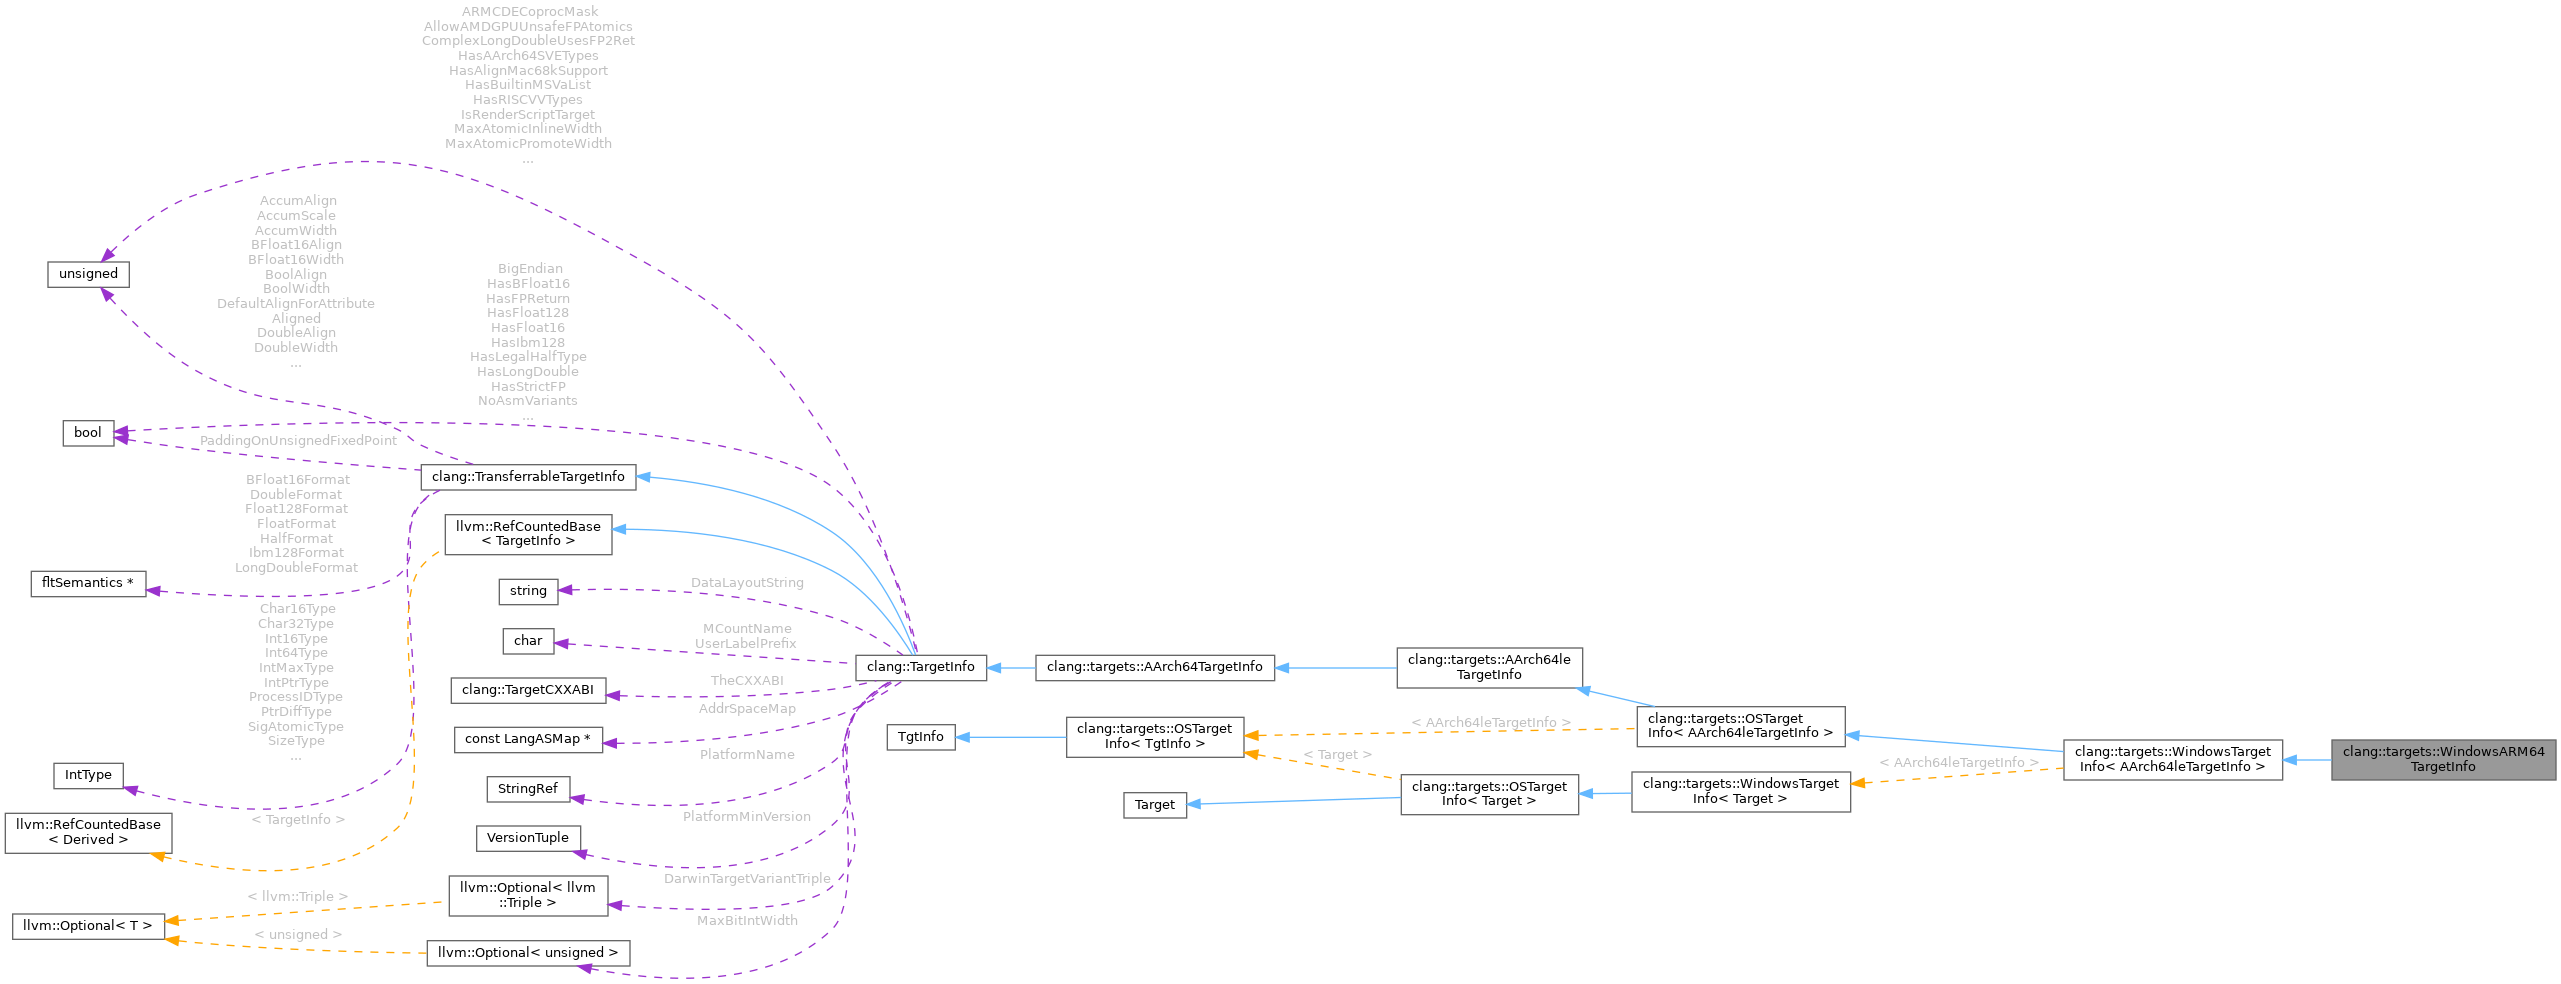 ARMCDECoprocMask
AllowAMDGPUUnsafeFPAtomics
ComplexLongDoubleUsesFP2Ret
HasAArch64SVETypes
HasAlignMac68kSupport
HasBuiltinMSVaList
HasRISCVVTypes
IsRenderScriptTarget
MaxAtomicInlineWidth
MaxAtomicPromoteWidth
...
AccumAlign
AccumScale
AccumWidth
BFloat16Align
BFloat16Width
BoolAlign
BoolWidth
DefaultAlignForAttribute
Aligned
DoubleAlign
DoubleWidth
...
unsigned
BigEndian
HasBFloat16
HasFPReturn
HasFloat128
HasFloat16
HasIbm128
HasLegalHalfType
HasLongDouble
HasStrictFP
NoAsmVariants
...
bool
PaddingOnUnsignedFixedPoint
clang::TransferrableTargetInfo
BFloat16Format
DoubleFormat
Float128Format
FloatFormat
HalfFormat
Ibm128Format
LongDoubleFormat
llvm::RefCountedBase
< TargetInfo >
fltSemantics *
string
DataLayoutString
Char16Type
Char32Type
Int16Type
Int64Type
IntMaxType
IntPtrType
ProcessIDType
PtrDiffType
SigAtomicType
SizeType
...
char
MCountName
UserLabelPrefix
clang::TargetInfo
clang::targets::AArch64TargetInfo
clang::targets::AArch64le
TargetInfo
clang::TargetCXXABI
TheCXXABI
AddrSpaceMap
const LangASMap *
TgtInfo
clang::targets::OSTarget
Info< TgtInfo >
< AArch64leTargetInfo >
clang::targets::OSTarget
Info< AArch64leTargetInfo >
PlatformName
< Target >
clang::targets::WindowsTarget
Info< AArch64leTargetInfo >
clang::targets::WindowsARM64
TargetInfo
< AArch64leTargetInfo >
IntType
StringRef
clang::targets::OSTarget
Info< Target >
clang::targets::WindowsTarget
Info< Target >
Target
< TargetInfo >
PlatformMinVersion
llvm::RefCountedBase
< Derived >
VersionTuple
DarwinTargetVariantTriple
llvm::Optional< llvm
::Triple >
< llvm::Triple >
llvm::Optional< T >
MaxBitIntWidth
< unsigned >
llvm::Optional< unsigned >